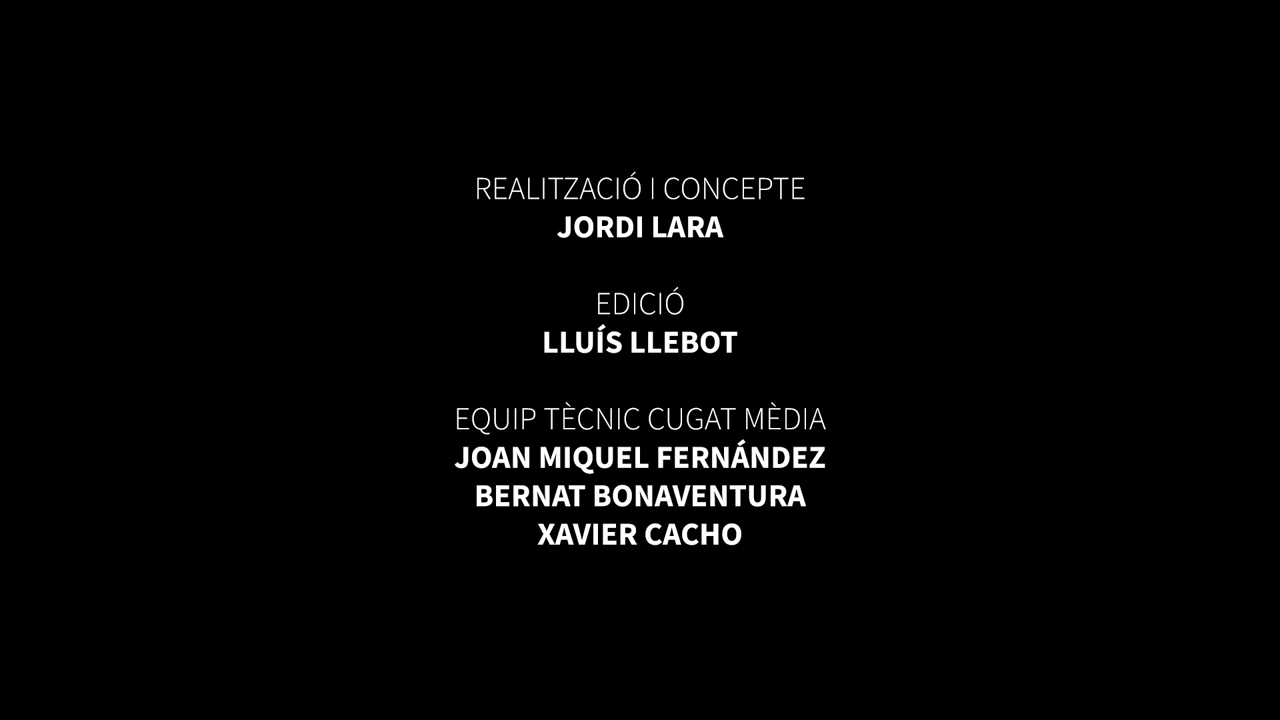 REALITZACIÓ I CONCEPTE
JORDI LARA
EDICIÓ
LLUÍS LLEBOT
EQUIP TÈCNIC CUGAT MÈDIA
JOAN MIQUEL FERNÁNDEZ
BERNAT BONAVENTURA
XAVIER CACHO